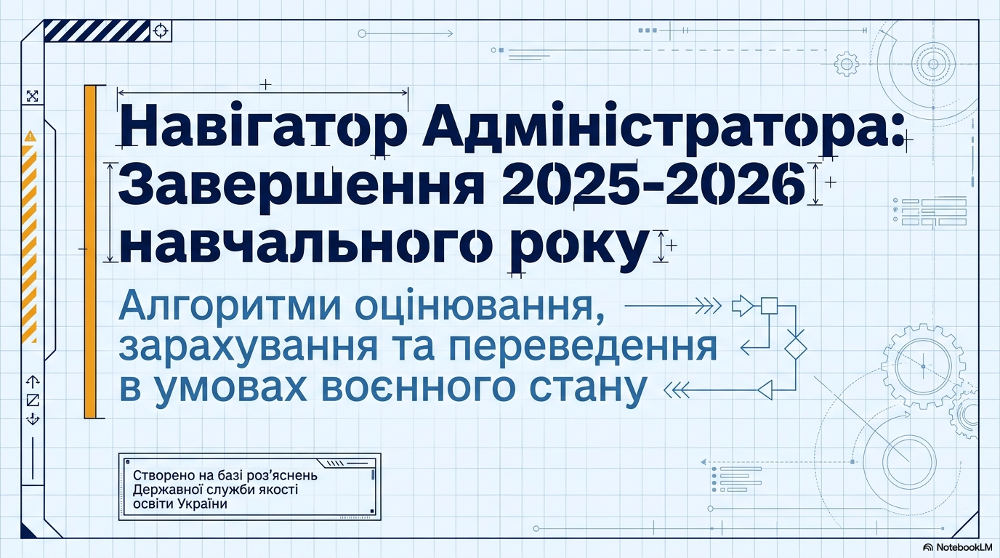 Навігатор Адміністратора:
Завершення 2025-2026
навчального року
Алгоритми оцінювання,
зарахування та переведення
в умовах воєнного стану
Створено на базі роз’яснень
Державної служби якості
освіти України
NotebookLM